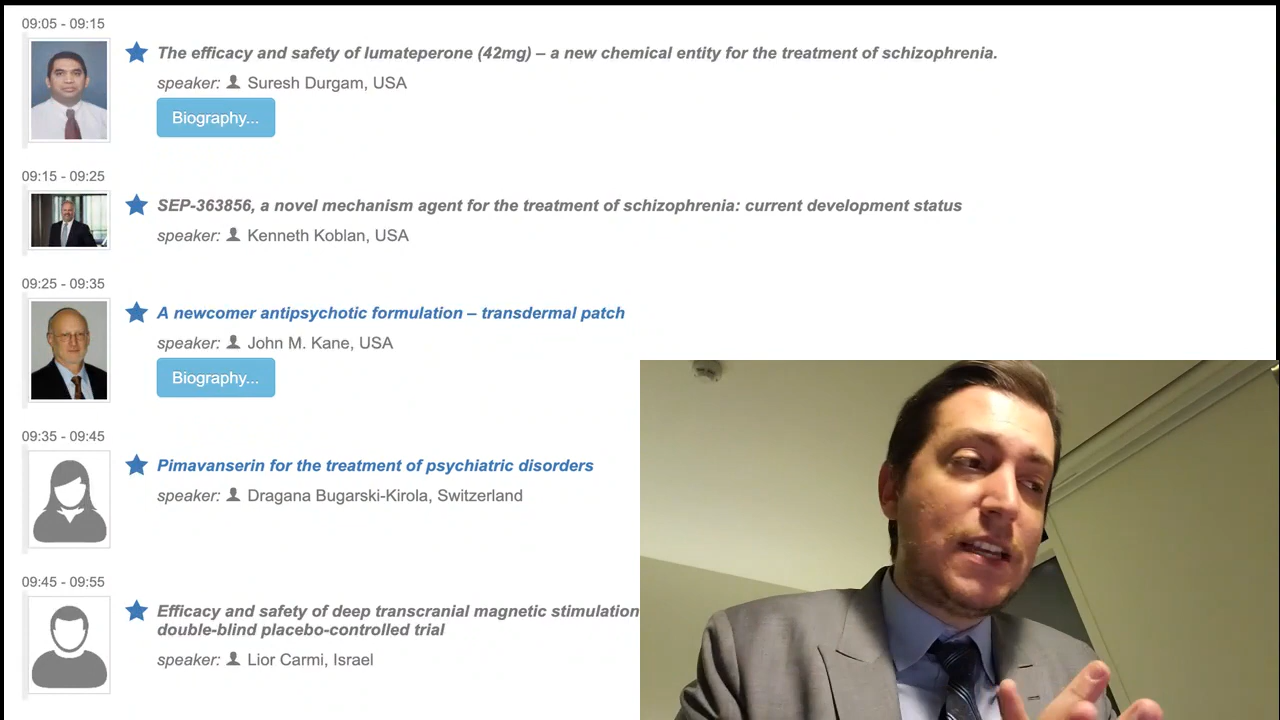 09:05 - 09:15
The efficacy and safety of lumateperone (42mg) – a new chemical entity for the treatment of schizophrenia.
speaker: Suresh Durgam, USA
Biography...
09:15 - 09:25
SEP-363856, a novel mechanism agent for the treatment of schizophrenia: current development status
speaker: Kenneth Koblan, USA
09:25 - 09:35
A newcomer antipsychotic formulation – transdermal patch
speaker: John M. Kane, USA
Biography...
09:35 - 09:45
Pimavanserin for the treatment of psychiatric disorders
speaker: Dragana Bugarski-Kirola, Switzerland
09:45 - 09:55
Efficacy and safety of deep transcranial magnetic stimulation
double-blind placebo-controlled trial
speaker: Lior Carmi, Israel